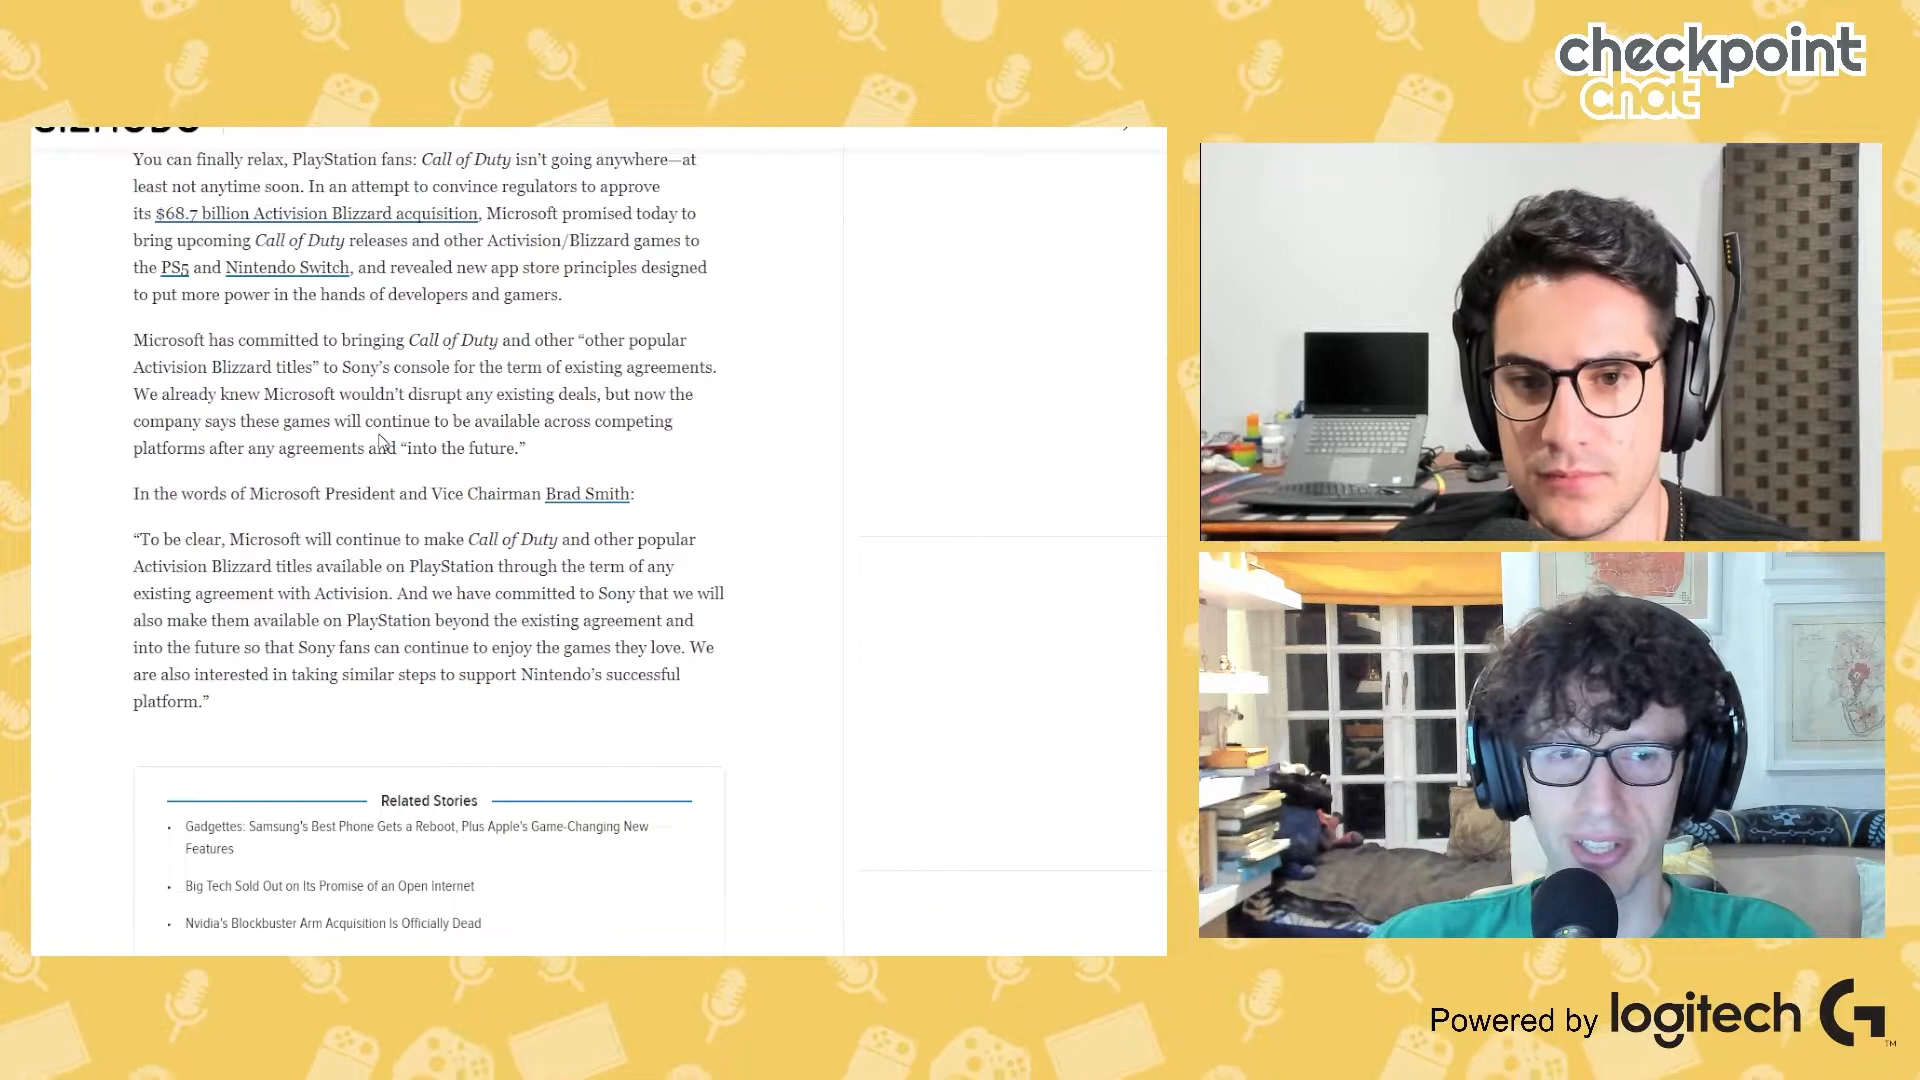 checkpoint
chat
GIZMODO
You can finally relax, PlayStation fans: Call of Duty isn’t going anywhere—at
least not anytime soon. In an attempt to convince regulators to approve
its $68.7 billion Activision Blizzard acquisition, Microsoft promised today to
bring upcoming Call of Duty releases and other Activision/Blizzard games to
the PS5 and Nintendo Switch, and revealed new app store principles designed
to put more power in the hands of developers and gamers.
Microsoft has committed to bringing Call of Duty and other “other popular
Activision Blizzard titles” to Sony’s console for the term of existing agreements.
We already knew Microsoft wouldn’t disrupt any existing deals, but now the
company says these games will continue to be available across competing
platforms after any agreements and “into the future.”
In the words of Microsoft President and Vice Chairman Brad Smith:
“To be clear, Microsoft will continue to make Call of Duty and other popular
Activision Blizzard titles available on PlayStation through the term of any
existing agreement with Activision. And we have committed to Sony that we will
also make them available on PlayStation beyond the existing agreement and
into the future so that Sony fans can continue to enjoy the games they love. We
are also interested in taking similar steps to support Nintendo’s successful
platform.”
Related Stories
• Gadgettes: Samsung's Best Phone Gets a Reboot, Plus Apple's Game-Changing New
Features
• Big Tech Sold Out on Its Promise of an Open Internet
• Nvidia's Blockbuster Arm Acquisition Is Officially Dead
Powered by logitech G™